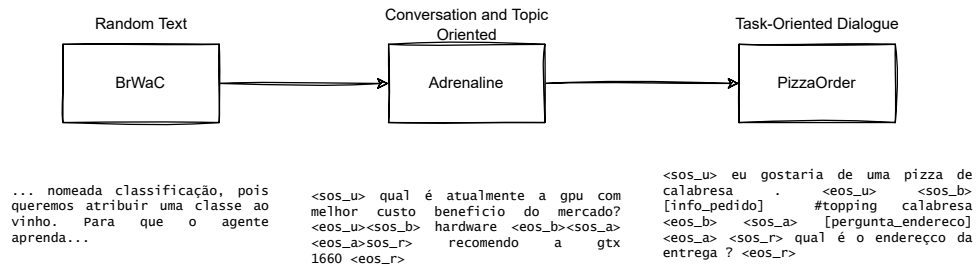 Random Text
Conversation and Topic
Oriented
Task-Oriented Dialogue
BrWaC
Adrenaline
PizzaOrder
... nomeada classificação, pois
queremos atribuir uma classe ao
vinho. Para que o agente
aprenda...
<sos_u> qual é atualmente a gpu com
melhor custo beneficio do mercado?
<eos_u><sos_b> hardware <eos_b><sos_a>
<eos_a>sos_r> recomendo a gtx
1660 <eos_r>
<sos_u> eu gostaria de uma pizza de
calabresa . <eos_u> <sos_b>
[info_pedido] #topping calabresa
<eos_b> <sos_a> [pergunta_endereco]
<eos_a> <sos_r> qual é o endereçco da
entrega ? <eos_r>